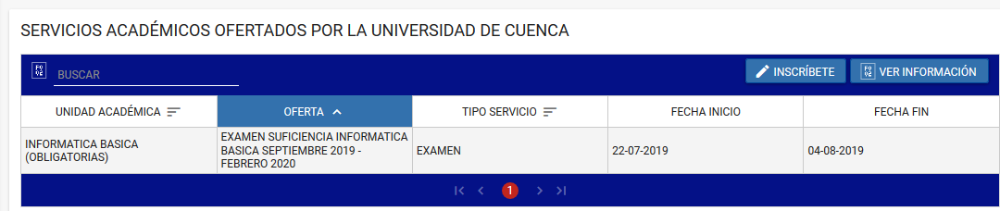 SERVICIOS ACADÉMICOS OFERTADOS POR LA UNIVERSIDAD DE CUENCA
BUSCAR
INSCRÍBETE
VER INFORMACIÓN
UNIDAD ACADÉMICA
OFERTA
TIPO SERVICIO
FECHA INICIO
FECHA FIN
INFORMATICA BASICA
(OBLIGATORIAS)
EXAMEN SUFICIENCIA INFORMATICA
BASICA SEPTIEMBRE 2019 -
FEBRERO 2020
EXAMEN
22-07-2019
04-08-2019
1